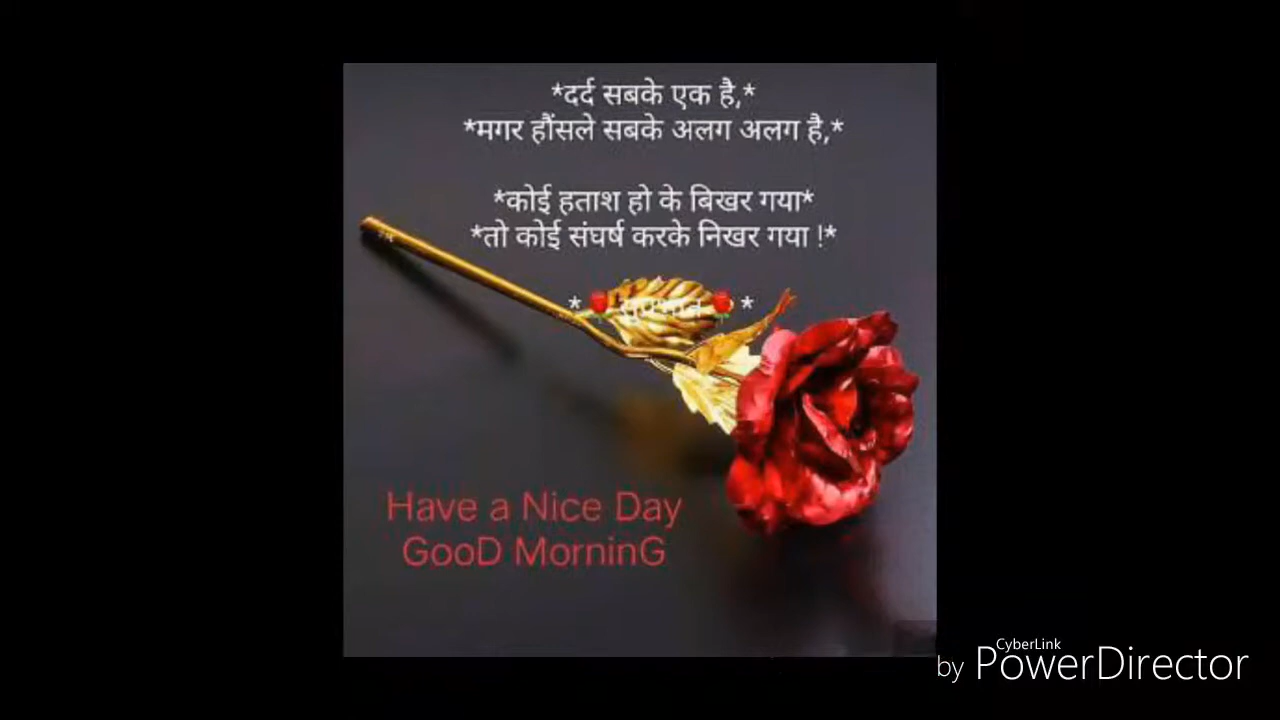 *दर्द सबके एक है,*
*मगर हौंसले सबके अलग अलग है,*
*कोई हताश हो के बिखर गया*
*तो कोई संघर्ष करके निखर गया !*
*🌹 सुप्रभात 🌹*
Have a Nice Day
GooD MorninG
CyberLink
by PowerDirector